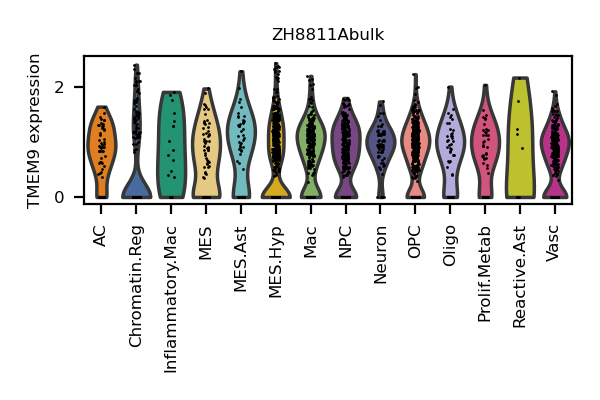 ZH8811Abulk
TMEM9 expression
2
0
AC
Chromatin.Reg
Inflammatory.Mac
MES
MES.Ast
MES.Hyp
Mac
NPC
Neuron
OPC
Oligo
Prolif.Metab
Reactive.Ast
Vasc